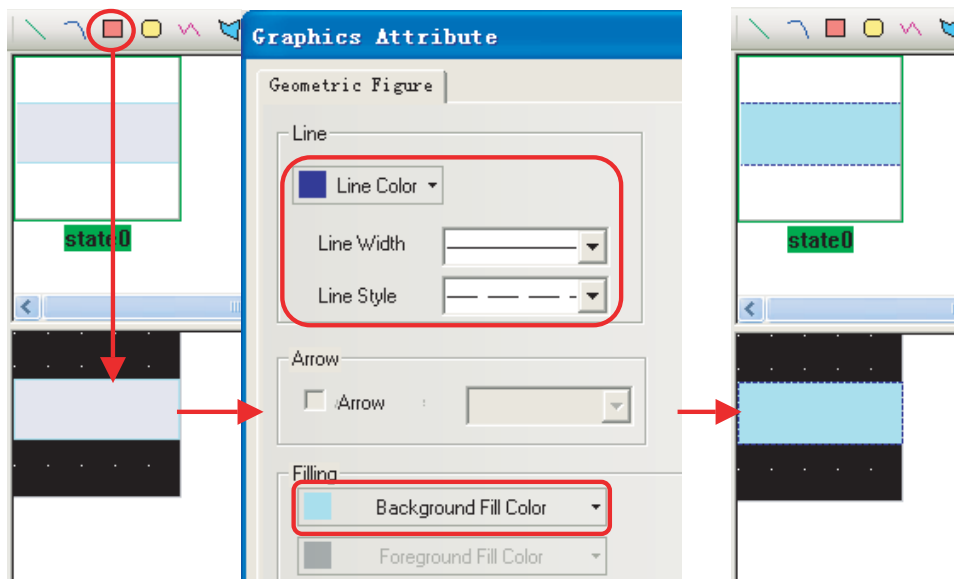 Graphics Attribute
Geometric Figure
Line
Line Color
Line Width
Line Style
Arrow
Arrow
Filling
Background Fill Color
Foreground Fill Color
state0
state0